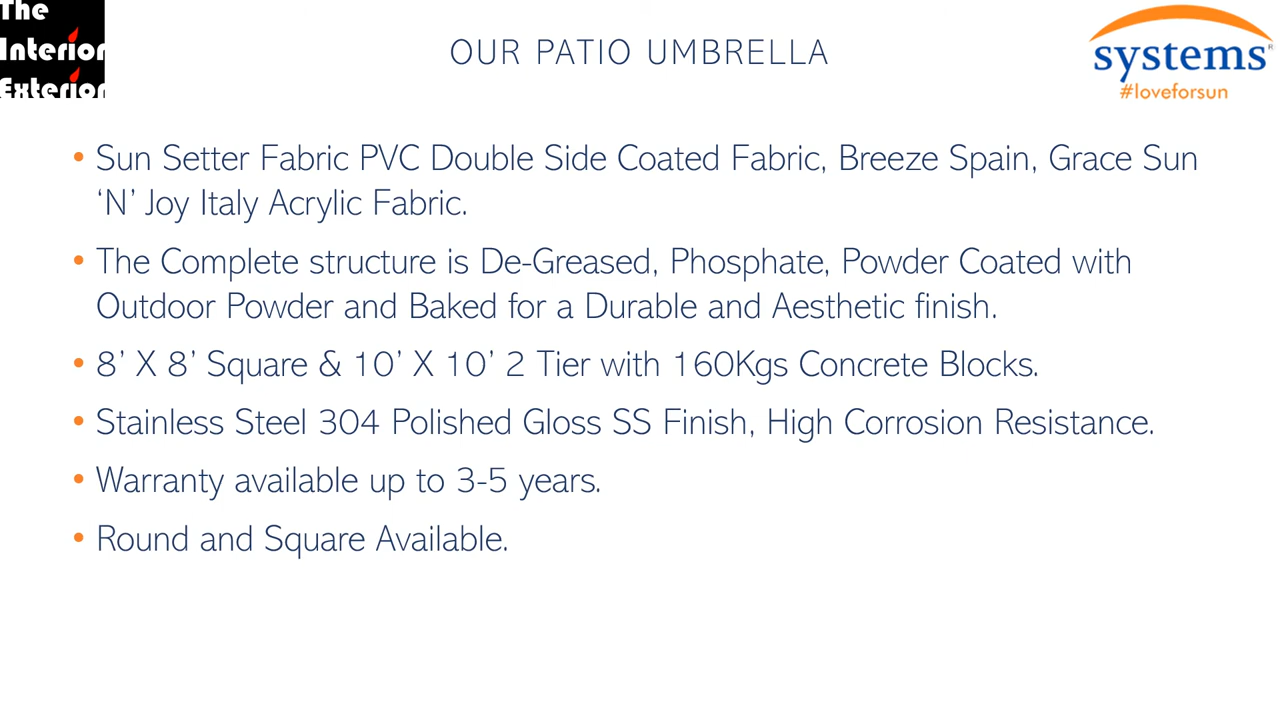 The
Interior
Exterior
OUR PATIO UMBRELLA
systems®
#loveforsun
• Sun Setter Fabric PVC Double Side Coated Fabric, Breeze Spain, Grace Sun
‘N’ Joy Italy Acrylic Fabric.
• The Complete structure is De-Greased, Phosphate, Powder Coated with
Outdoor Powder and Baked for a Durable and Aesthetic finish.
• 8’ X 8’ Square & 10’ X 10’ 2 Tier with 160Kgs Concrete Blocks.
• Stainless Steel 304 Polished Gloss SS Finish, High Corrosion Resistance.
• Warranty available up to 3-5 years.
• Round and Square Available.